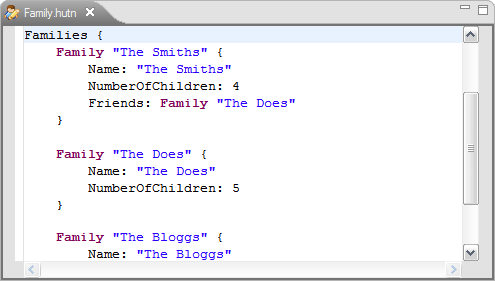 Family.hutn
Families {
    Family "The Smiths" {
        Name: "The Smiths"
        NumberOfChildren: 4
        Friends: Family "The Does"
    }

    Family "The Does" {
        Name: "The Does"
        NumberOfChildren: 5
    }

    Family "The Bloggs" {
        Name: "The Bloggs"